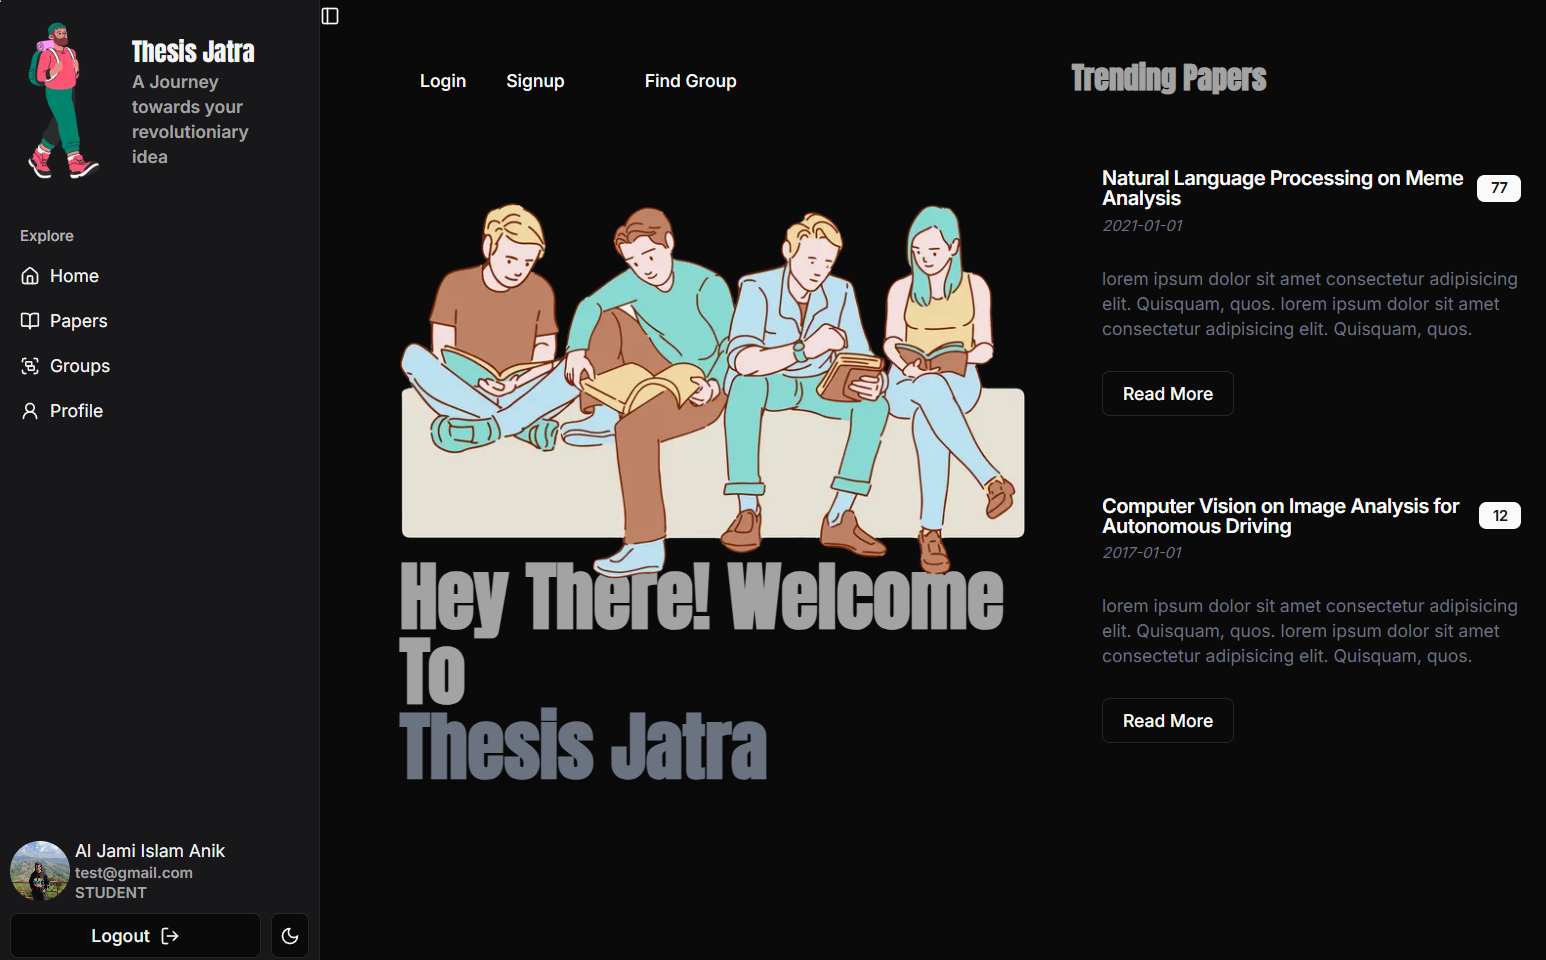 Thesis Jatra
A Journey
towards your
revolutioniary
idea
Explore
Home
Papers
Groups
Profile
Al Jami Islam Anik
test@gmail.com
STUDENT
Logout
Login
Signup
Find Group
Hey There! Welcome
To
Thesis Jatra
Trending Papers
Natural Language Processing on Meme
Analysis
77
2021-01-01
lorem ipsum dolor sit amet consectetur adipisicing
elit. Quisquam, quos. lorem ipsum dolor sit amet
consectetur adipisicing elit. Quisquam, quos.
Read More
Computer Vision on Image Analysis for
Autonomous Driving
12
2017-01-01
lorem ipsum dolor sit amet consectetur adipisicing
elit. Quisquam, quos. lorem ipsum dolor sit amet
consectetur adipisicing elit. Quisquam, quos.
Read More